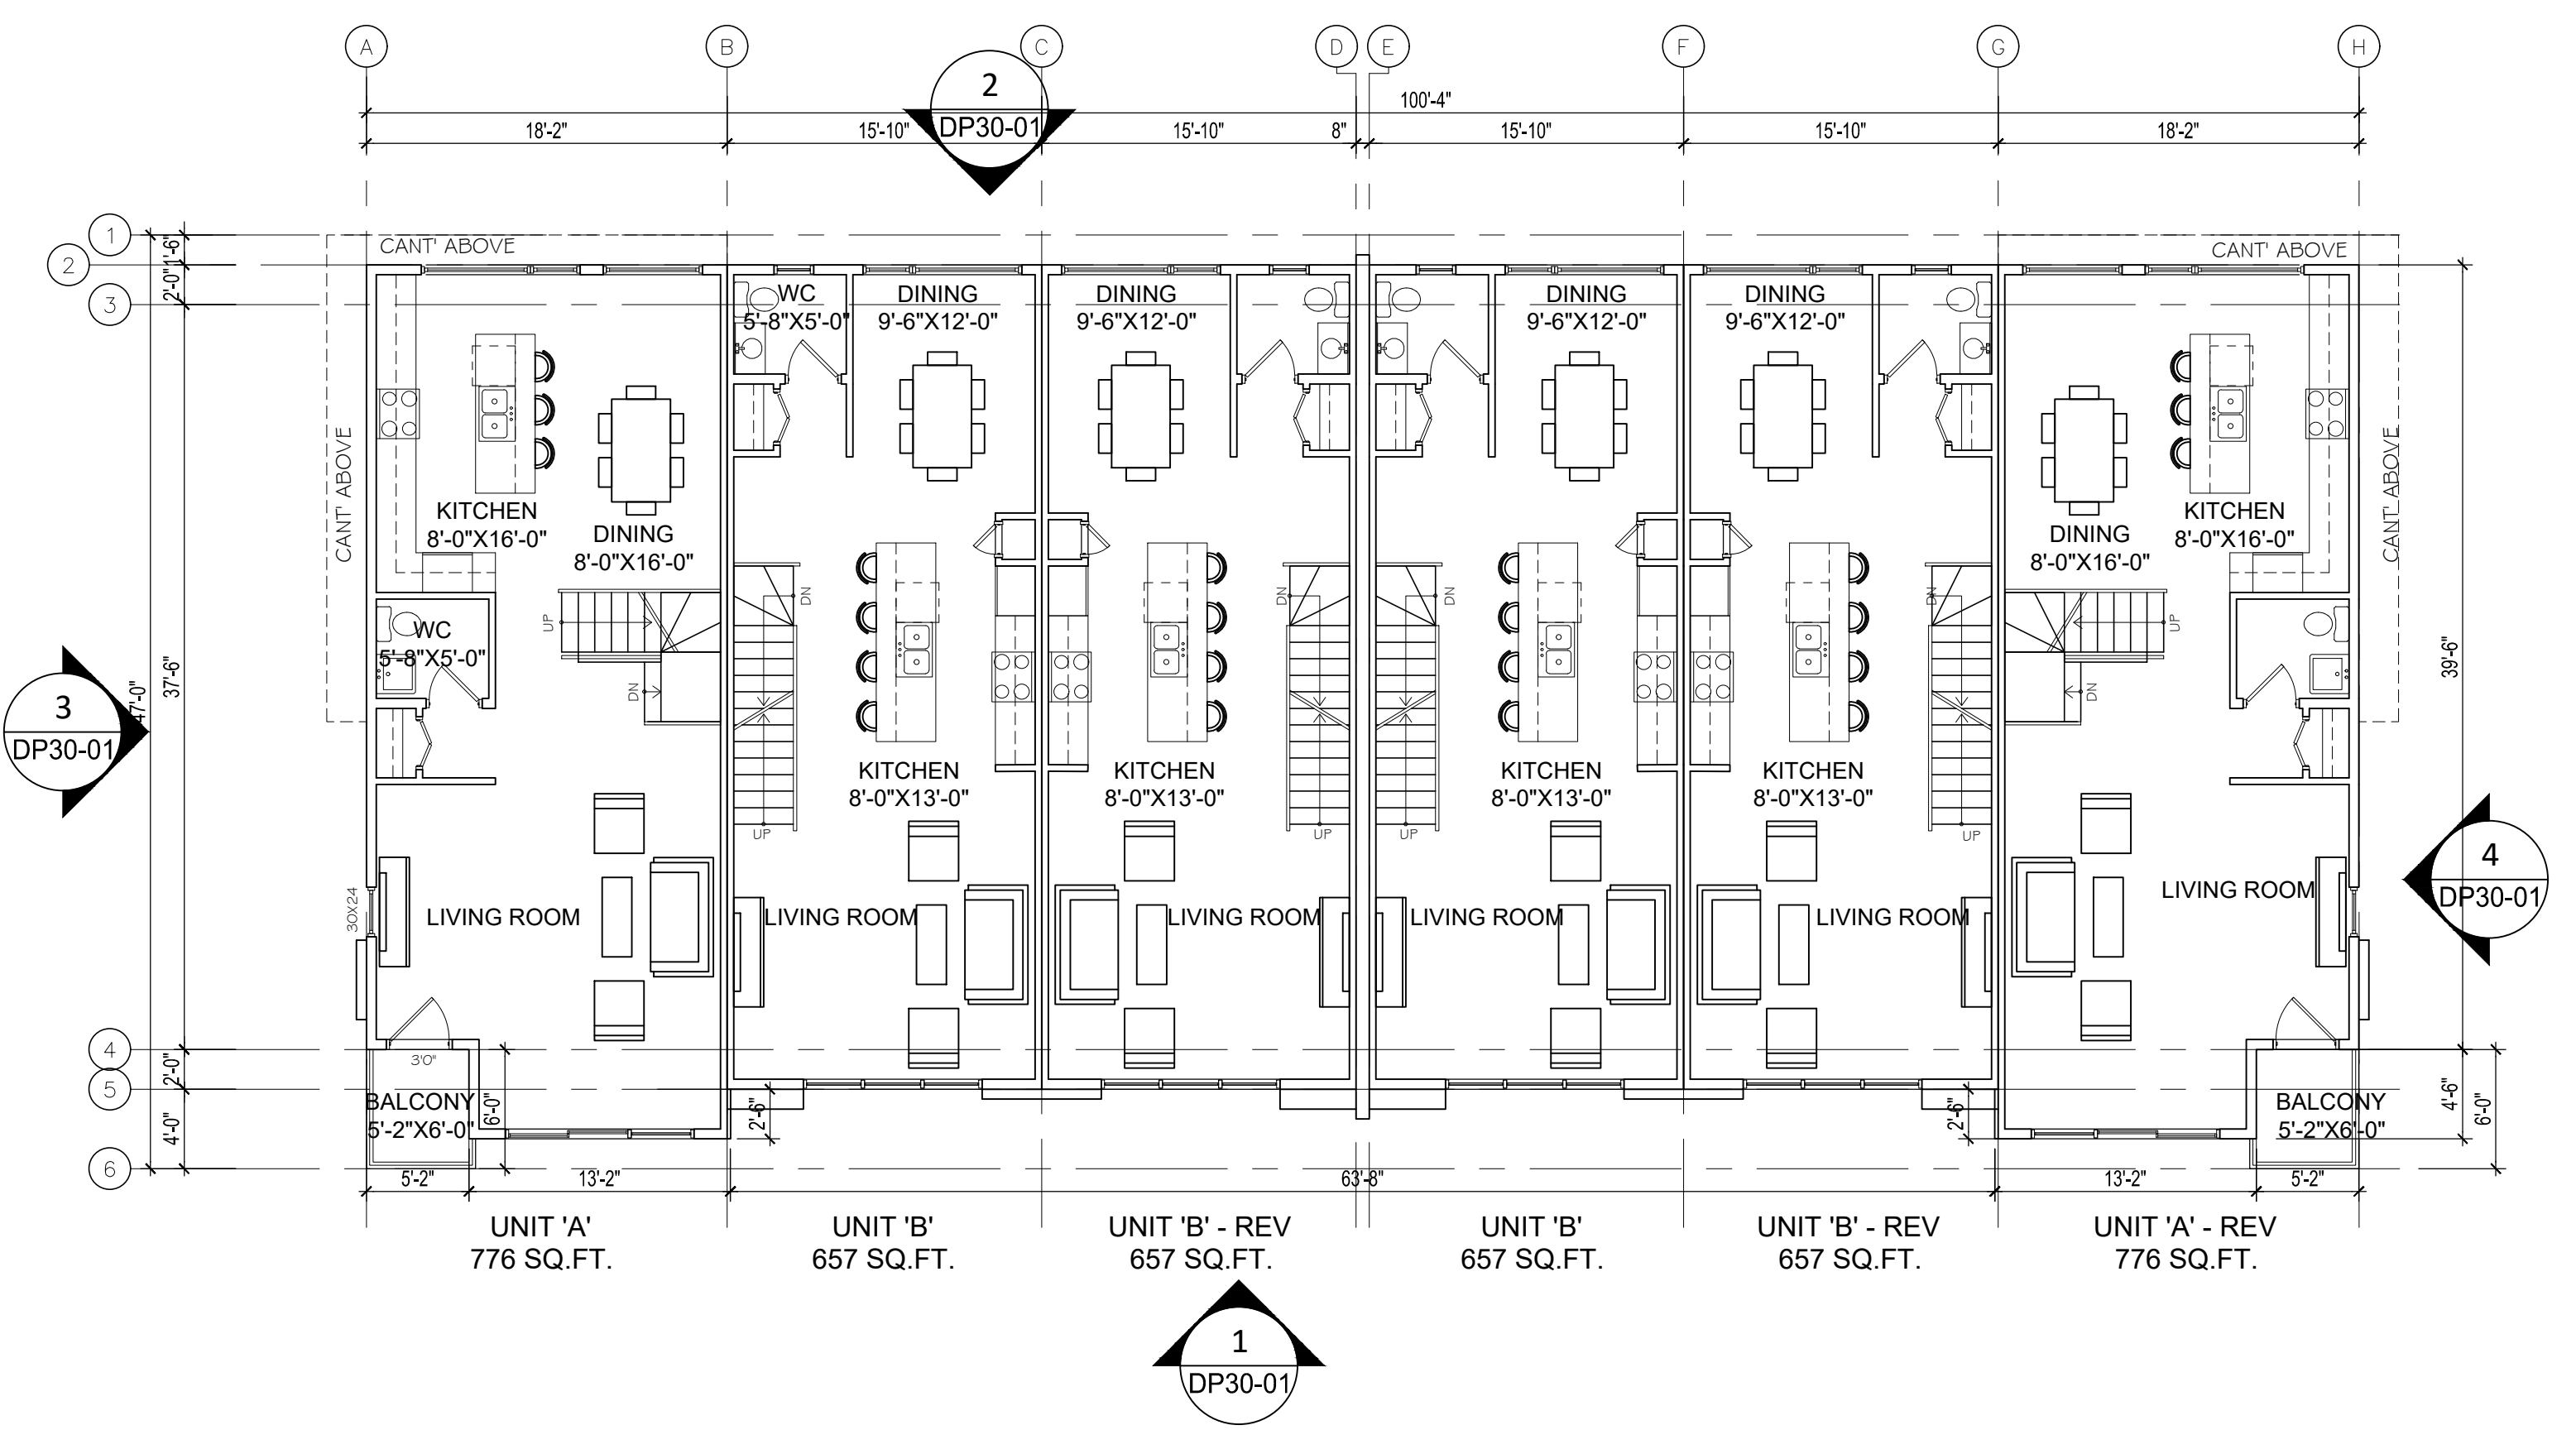 A B C D E F G H
2
DP30-01
100'-4"
18'-2" 15'-10" 15'-10" 8" 15'-10" 15'-10" 18'-2"
1
2
3
1'-6"
2'-0"
CANT' ABOVE
CANT' ABOVE
WC
5'-8"X5'-0"
DINING
9'-6"X12'-0"
DINING
9'-6"X12'-0"
DINING
9'-6"X12'-0"
DINING
9'-6"X12'-0"
CANT' ABOVE
CANT' ABOVE
KITCHEN
8'-0"X16'-0"
DINING
8'-0"X16'-0"
DINING
8'-0"X16'-0"
KITCHEN
8'-0"X16'-0"
UP
DN
DN
DN
DN
DN
UP
DN
WC
5'-8"X5'-0"
37'-6"
47'-0"
39'-6"
3
DP30-01
KITCHEN
8'-0"X13'-0"
KITCHEN
8'-0"X13'-0"
KITCHEN
8'-0"X13'-0"
KITCHEN
8'-0"X13'-0"
UP
UP
UP
UP
4
DP30-01
30X24
LIVING ROOM
LIVING ROOM
LIVING ROOM
LIVING ROOM
LIVING ROOM
LIVING ROOM
4
5
6
2'-0"
4'-0"
3'0"
BALCONY
5'-2"X6'-0"
6'-0"
2'-6"
2'-6"
BALCONY
5'-2"X6'-0"
4'-6"
6'-0"
5'-2" 13'-2" 63'-8" 13'-2" 5'-2"
UNIT 'A'
776 SQ.FT.
UNIT 'B'
657 SQ.FT.
UNIT 'B' - REV
657 SQ.FT.
UNIT 'B'
657 SQ.FT.
UNIT 'B' - REV
657 SQ.FT.
UNIT 'A' - REV
776 SQ.FT.
1
DP30-01